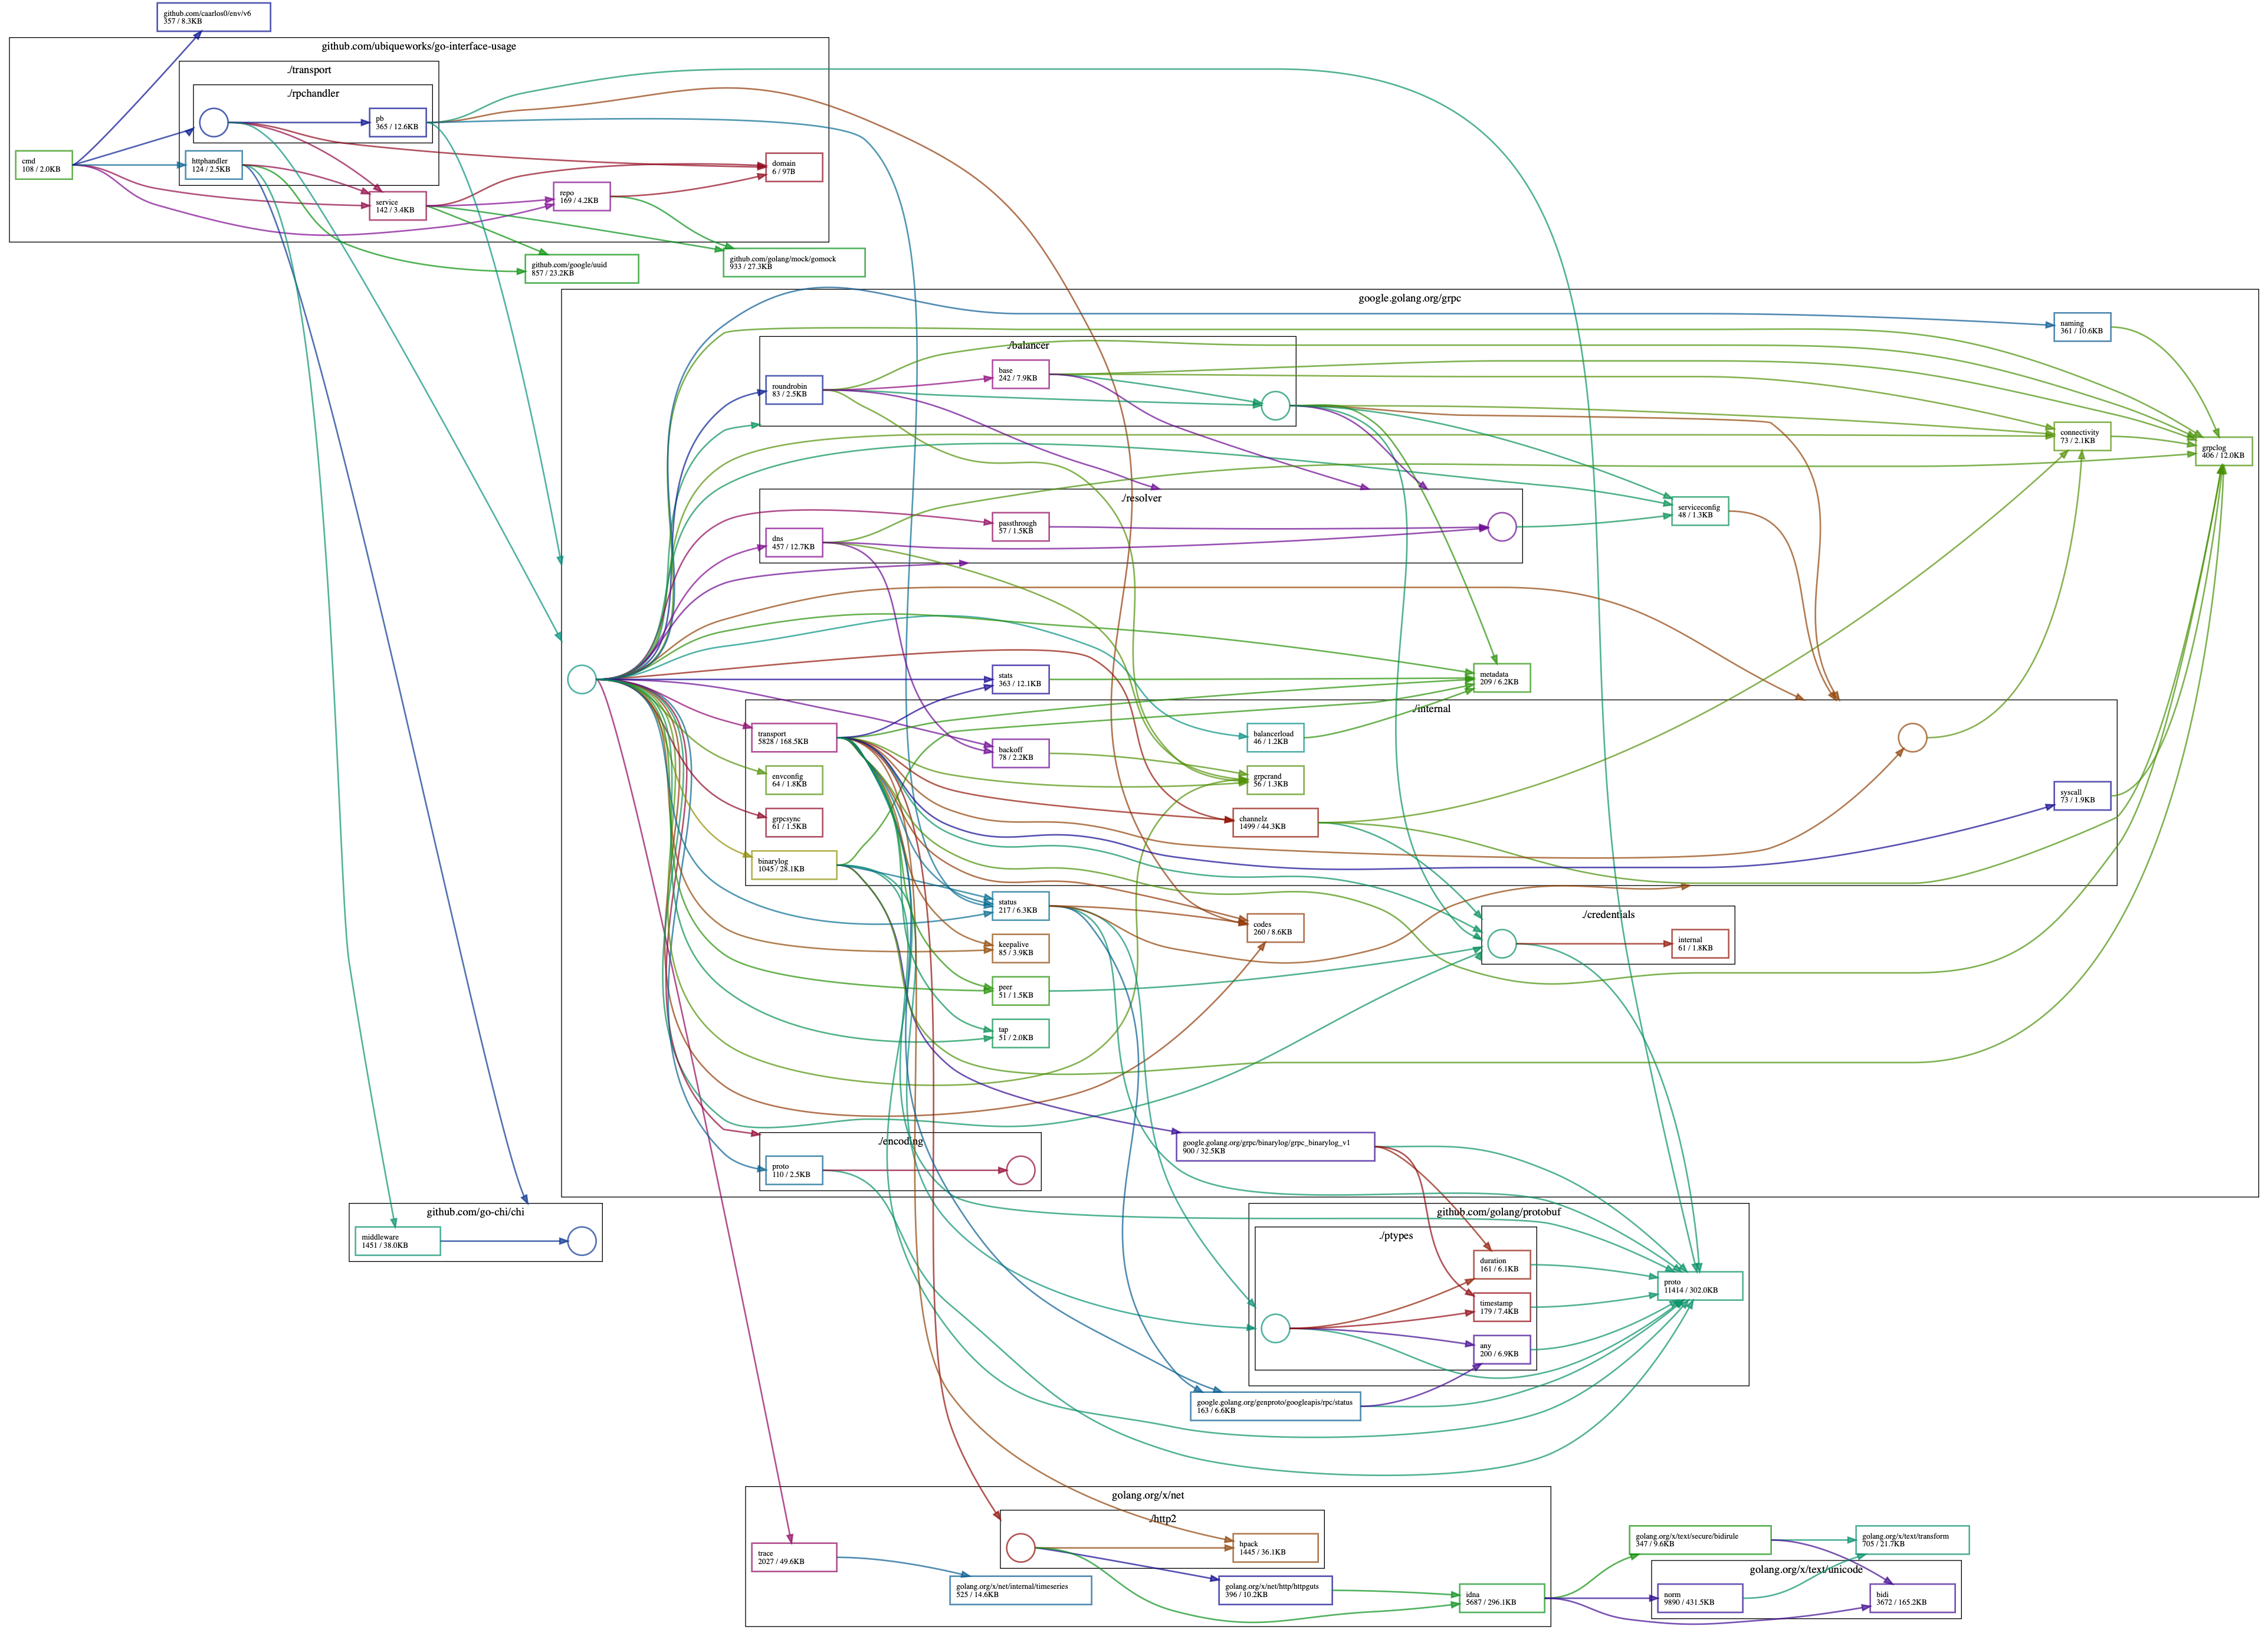 github.com/caarlos0/env/v6
357 / 8.3KB
github.com/ubiqueworks/go-interface-usage
./transport
./rpchandler
pb
365 / 12.6KB
cmd
108 / 2.0KB
httphandler
124 / 2.5KB
domain
6 / 97B
service
142 / 3.4KB
repo
169 / 4.2KB
github.com/google/uuid
857 / 23.2KB
github.com/golang/mock/gomock
933 / 27.3KB
google.golang.org/grpc
naming
361 / 10.6KB
./balancer
base
242 / 7.9KB
roundrobin
83 / 2.5KB
connectivity
73 / 2.1KB
grpclog
406 / 12.0KB
./resolver
passthrough
57 / 1.5KB
dns
457 / 12.7KB
serviceconfig
48 / 1.3KB
stats
363 / 12.1KB
metadata
209 / 6.2KB
./internal
transport
5828 / 168.5KB
balancerload
46 / 1.2KB
backoff
78 / 2.2KB
envconfig
64 / 1.8KB
grpcrand
56 / 1.3KB
syscall
73 / 1.9KB
grpcsync
61 / 1.5KB
channelz
1499 / 44.3KB
binarylog
1045 / 28.1KB
status
217 / 6.3KB
codes
260 / 8.6KB
./credentials
internal
61 / 1.8KB
keepalive
85 / 3.9KB
peer
51 / 1.5KB
tap
51 / 2.0KB
./encoding
proto
110 / 2.5KB
google.golang.org/grpc/binarylog/grpc_binarylog_v1
900 / 32.5KB
github.com/go-chi/chi
middleware
1451 / 38.0KB
github.com/golang/protobuf
./ptypes
duration
161 / 6.1KB
timestamp
179 / 7.4KB
any
200 / 6.9KB
proto
11414 / 302.0KB
google.golang.org/genproto/googleapis/rpc/status
163 / 6.6KB
golang.org/x/net
./http2
hpack
1445 / 36.1KB
trace
2027 / 49.6KB
golang.org/x/net/internal/timeseries
525 / 14.6KB
golang.org/x/net/http/httpguts
396 / 10.2KB
idna
5687 / 296.1KB
golang.org/x/text/secure/bidirule
347 / 9.6KB
golang.org/x/text/transform
705 / 21.7KB
golang.org/x/text/unicode
norm
9890 / 431.5KB
bidi
3672 / 165.2KB